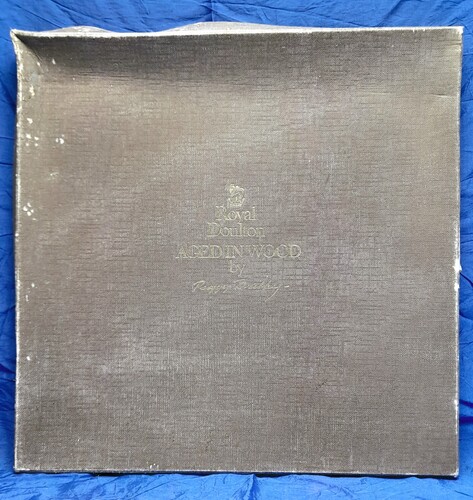 Royal
Doulton
AGED IN WOOD
by